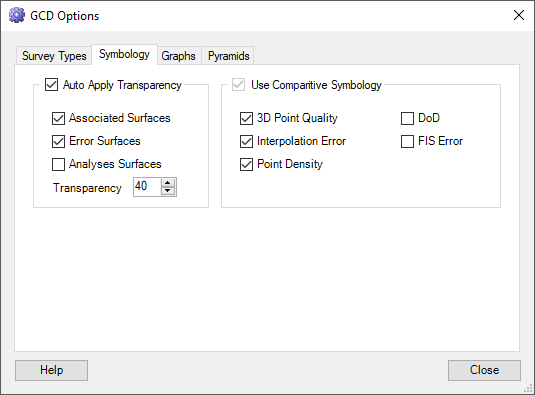 GCD Options
Survey Types Symbology Graphs Pyramids
Auto Apply Transparency
Associated Surfaces
Error Surfaces
Analyses Surfaces
Transparency 40
Use Comparitive Symbology
3D Point Quality DoD
Interpolation Error FIS Error
Point Density
Help Close